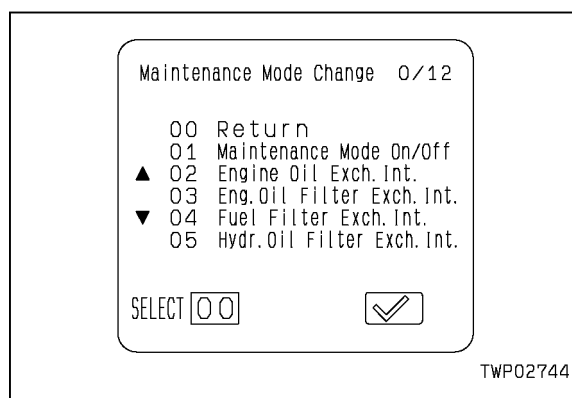 Maintenance Mode Change 0/12
00 Return
01 Maintenance Mode On/Off
▲ 02 Engine Oil Exch. Int.
03 Eng.Oil Filter Exch. Int.
▼ 04 Fuel Filter Exch. Int.
05 Hydr.Oil Filter Exch. Int.
SELECT 00
TWP02744